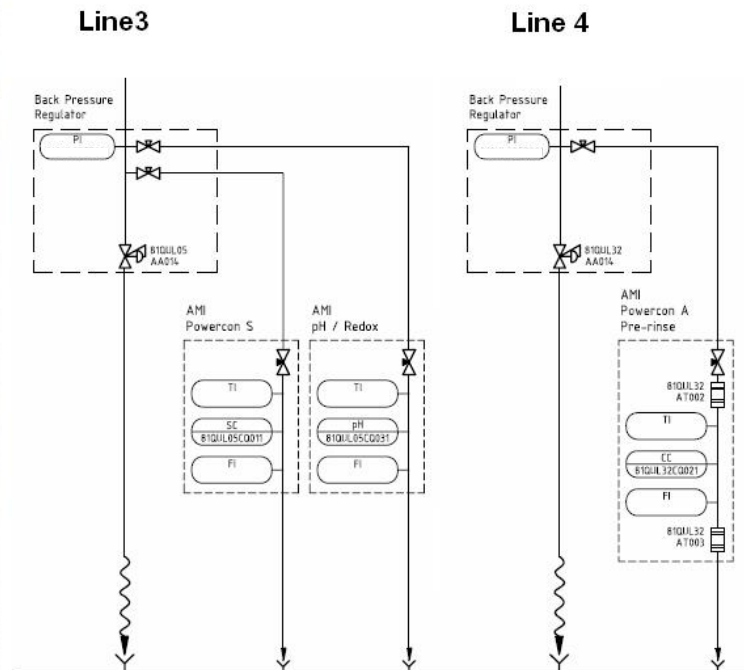 Line3
Line 4
Back Pressure
Regulator
PI
81QUL05
AA014
AMI
Powercon S
TI
SC
81QUL05CQ011
FI
AMI
pH / Redox
TI
pH
81QUL05CQ031
FI
Back Pressure
Regulator
PI
81QUL32
AA014
AMI
Powercon A
Pre-rinse
81QUL32
AT002
TI
CC
81QUL32CQ021
FI
81QUL32
AT003